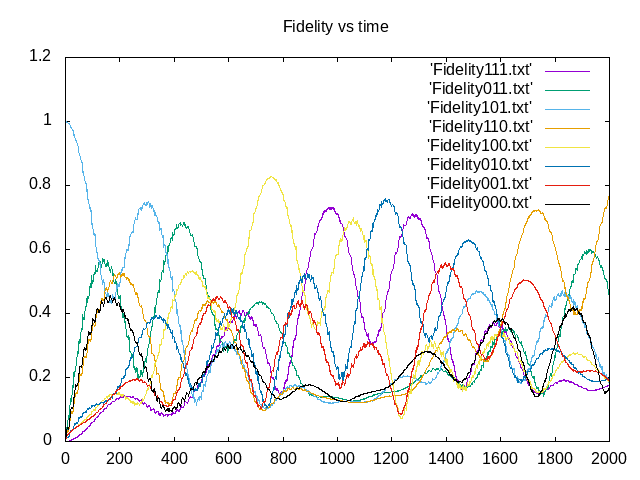 Fidelity vs time
1.2
1
0.8
0.6
0.4
0.2
0
0 200 400 600 800 1000 1200 1400 1600 1800 2000
'Fidelity111.txt'
'Fidelity011.txt'
'Fidelity101.txt'
'Fidelity110.txt'
'Fidelity100.txt'
'Fidelity010.txt'
'Fidelity001.txt'
'Fidelity000.txt'